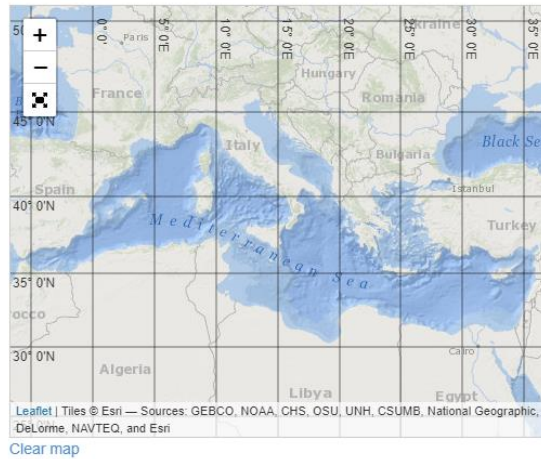 +
−
50
0° 0'
5° 0'E
10° 0'E
15° 0'E
20° 0'E
25° 0'E
30° 0'E
35°
Paris
Ukraine
Hungary
France
Romania
45° 0'N
Italy
Black Se
Bulgaria
Istanbul
Spain
40° 0'N
Mediterranean Sea
Turkey
35° 0'N
occo
30° 0'N
Cairo
Algeria
Libya
Egypt
Leaflet | Tiles © Esri — Sources: GEBCO, NOAA, CHS, OSU, UNH, CSUMB, National Geographic,
DeLorme, NAVTEQ, and Esri
Clear map